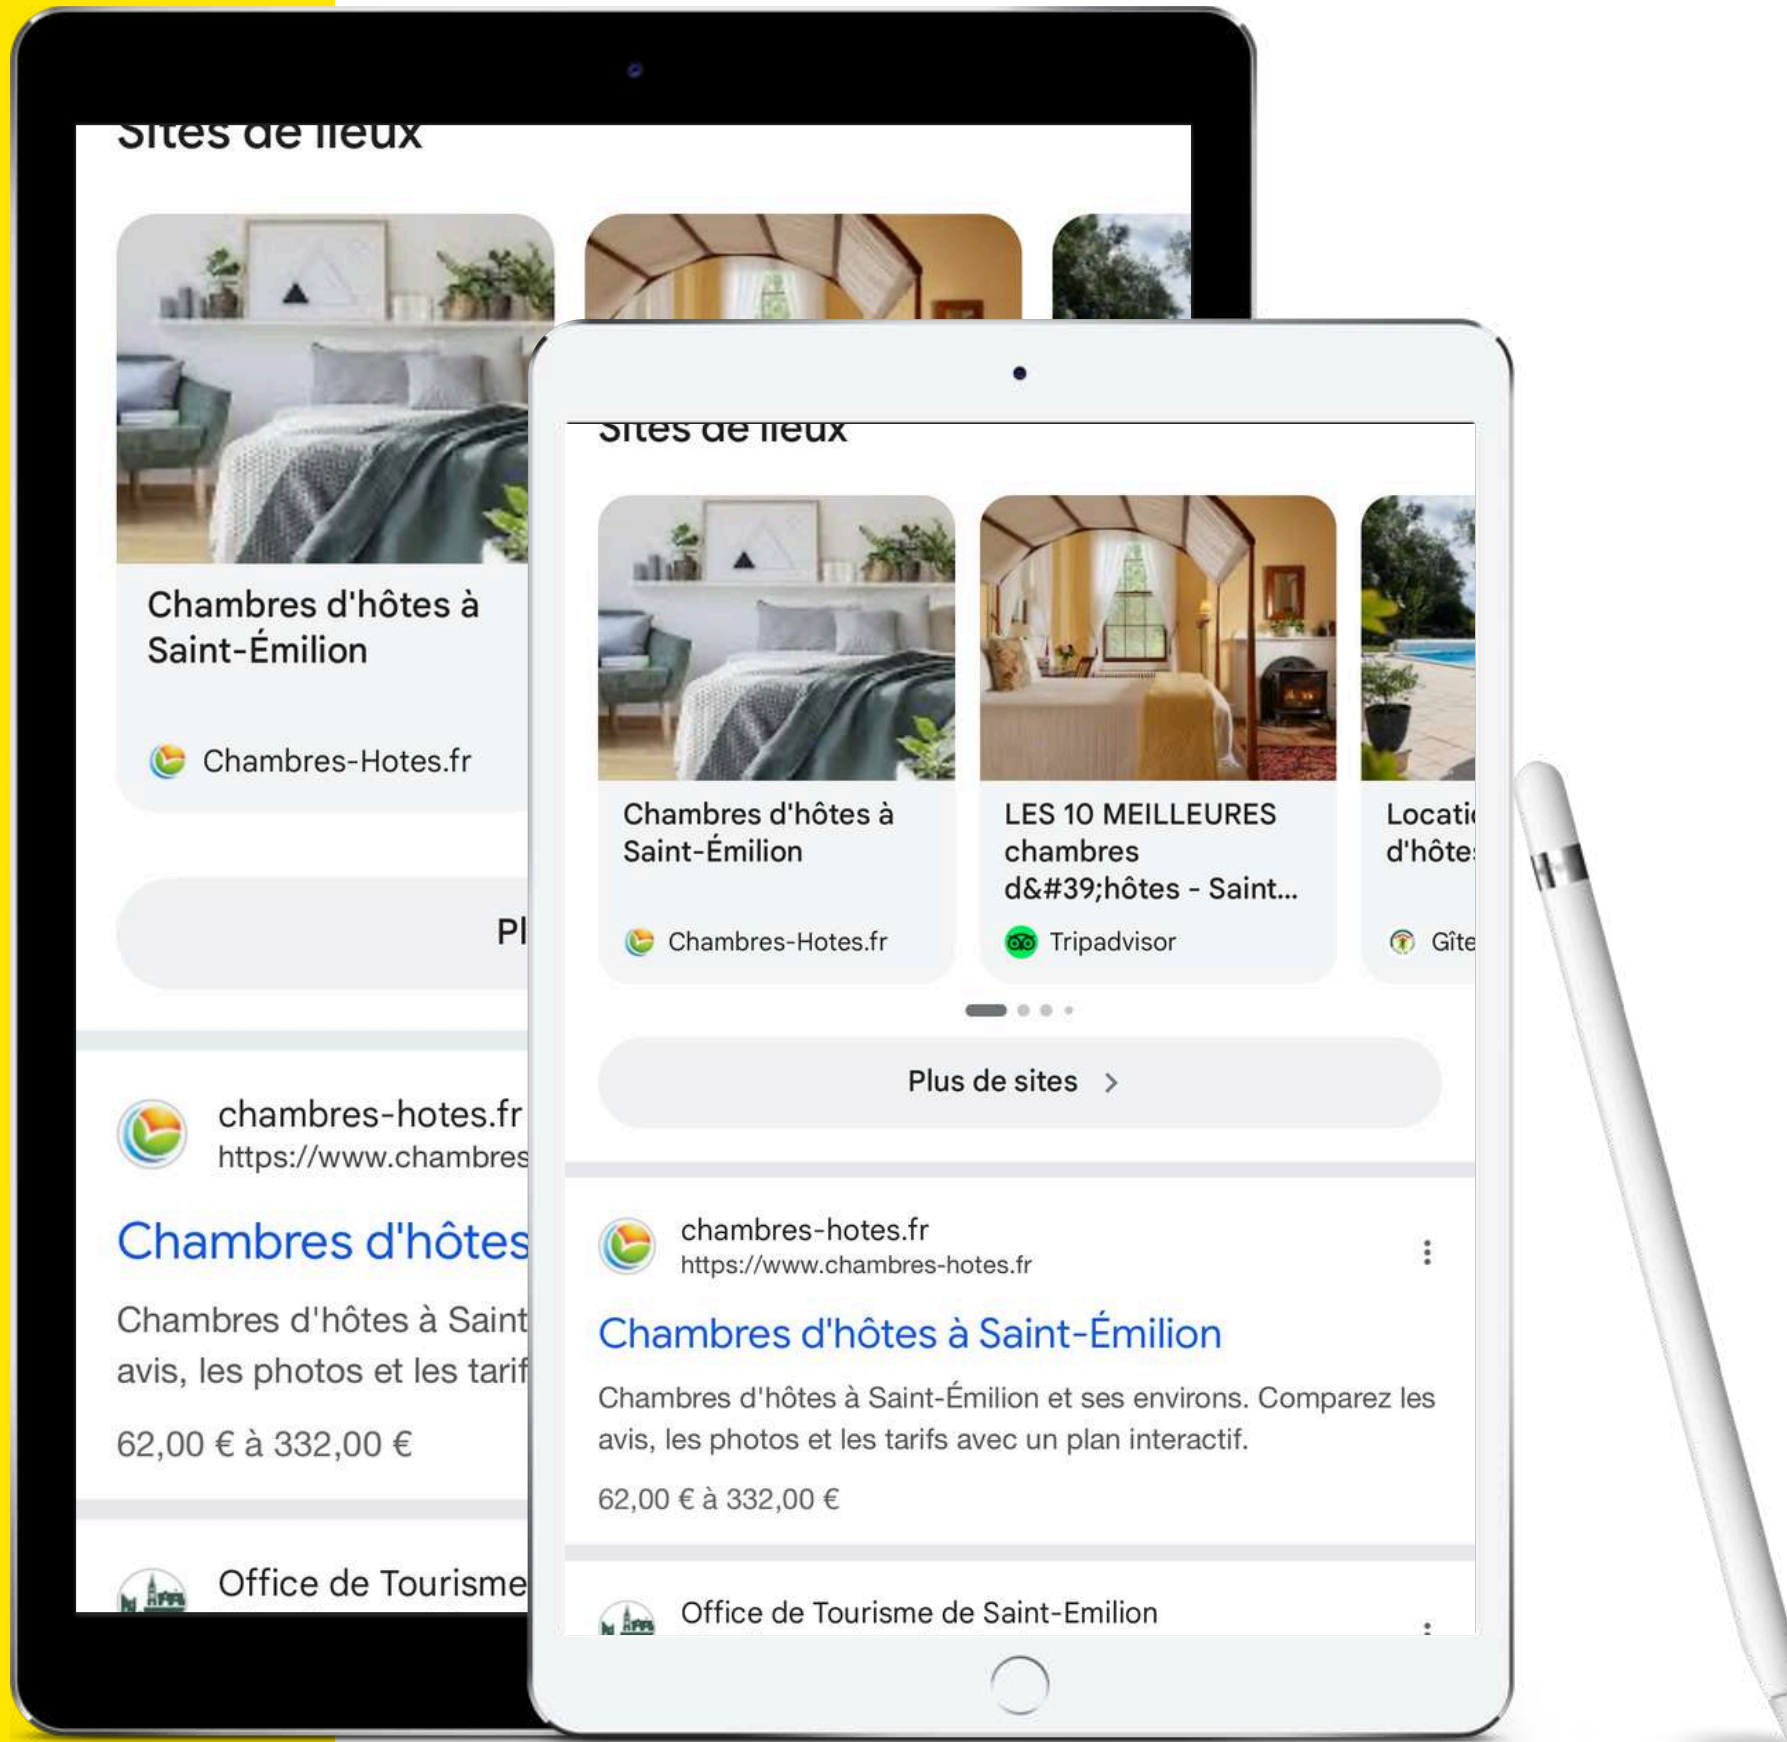 Sites de lieux
Chambres d'hôtes à
Saint-Émilion
Chambres-Hotes.fr
Pl
chambres-hotes.fr
https://www.chambres
Chambres d'hôtes
Chambres d'hôtes à Saint
avis, les photos et les tarif
62,00 € à 332,00 €
Office de Tourisme
Sites de lieux
Chambres d'hôtes à
Saint-Émilion
Chambres-Hotes.fr
LES 10 MEILLEURES
chambres
d&#39;hôtes - Saint...
Tripadvisor
Locati
d'hôtes
Gîte
Plus de sites
chambres-hotes.fr
https://www.chambres-hotes.fr
Chambres d'hôtes à Saint-Émilion
Chambres d'hôtes à Saint-Émilion et ses environs. Comparez les
avis, les photos et les tarifs avec un plan interactif.
62,00 € à 332,00 €
Office de Tourisme de Saint-Emilion